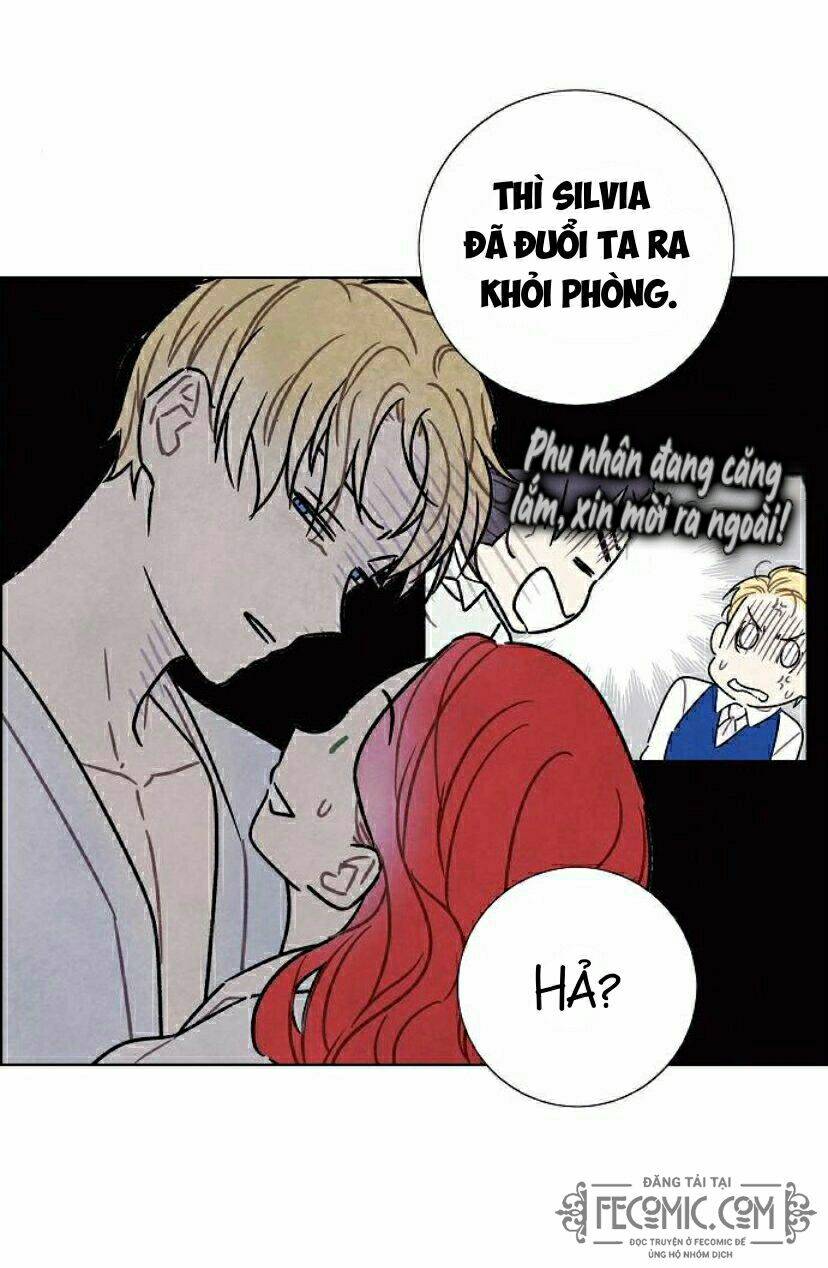 THÌ SILVIA
ĐÃ ĐUỔI TA RA
KHỎI PHÒNG.
Phu nhân đang căng
lắm, xin mời ra ngoài!
HẢ?
ĐĂNG TẢI TẠI
FECOMIC.COM
ĐỌC TRUYỆN Ở FECOMIC ĐỂ
ỦNG HỘ NHÓM DỊCH